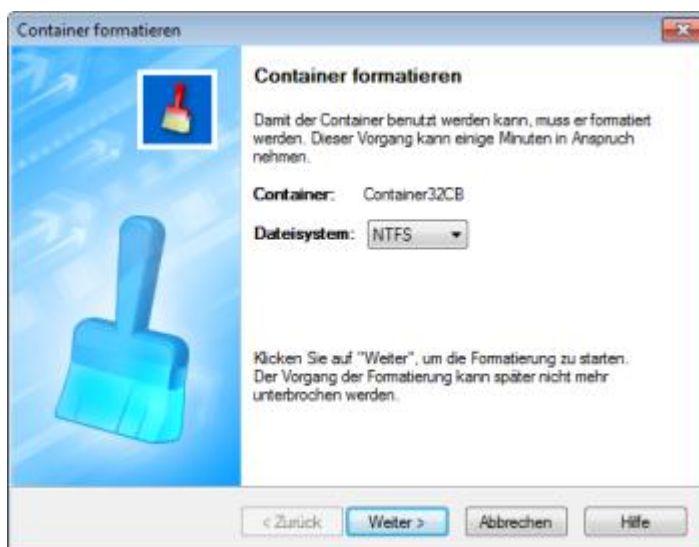 Container formatieren
Container formatieren
Damit der Container benutzt werden kann, muss er formatiert
werden. Dieser Vorgang kann einige Minuten in Anspruch
nehmen.
Container: Container32CB
Dateisystem: NTFS
Klicken Sie auf "Weiter", um die Formatierung zu starten.
Der Vorgang der Formatierung kann später nicht mehr
unterbrochen werden.
< Zurück Weiter > Abbrechen Hilfe